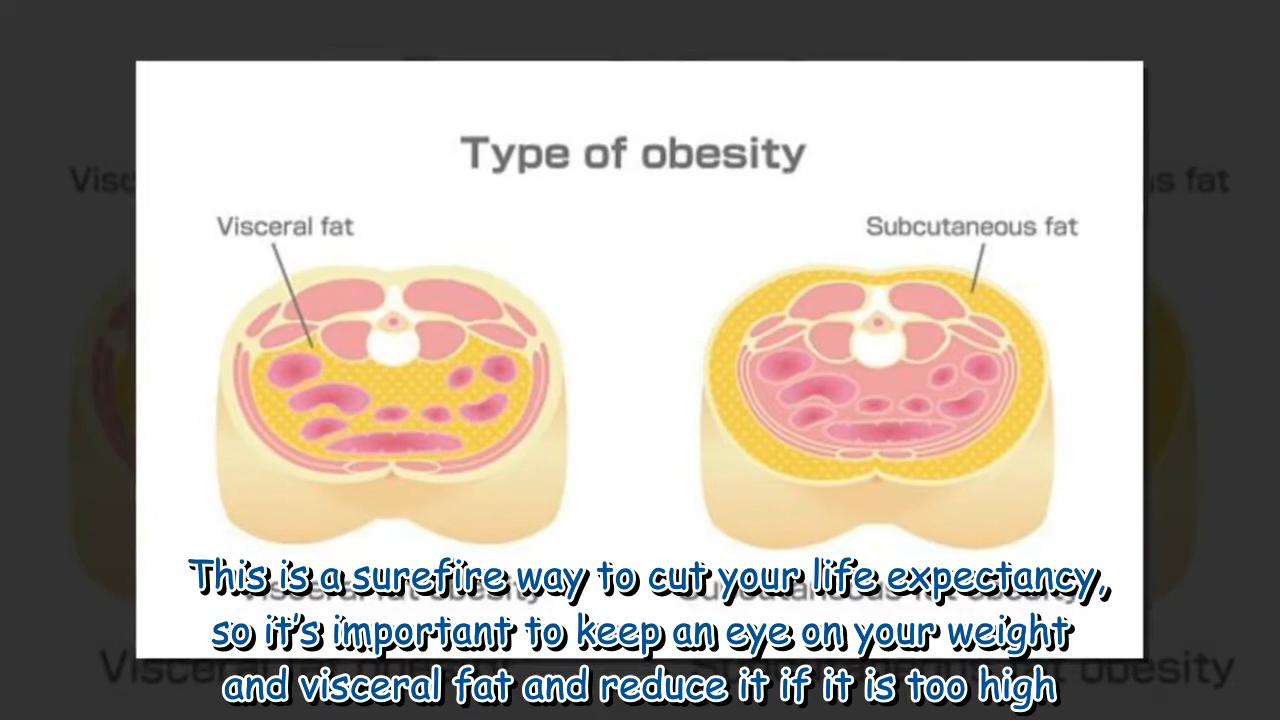 Type of obesity
Visceral fat
Subcutaneous fat
This is a surefire way to cut your life expectancy,
so it's important to keep an eye on your weight
and visceral fat and reduce it if it is too high